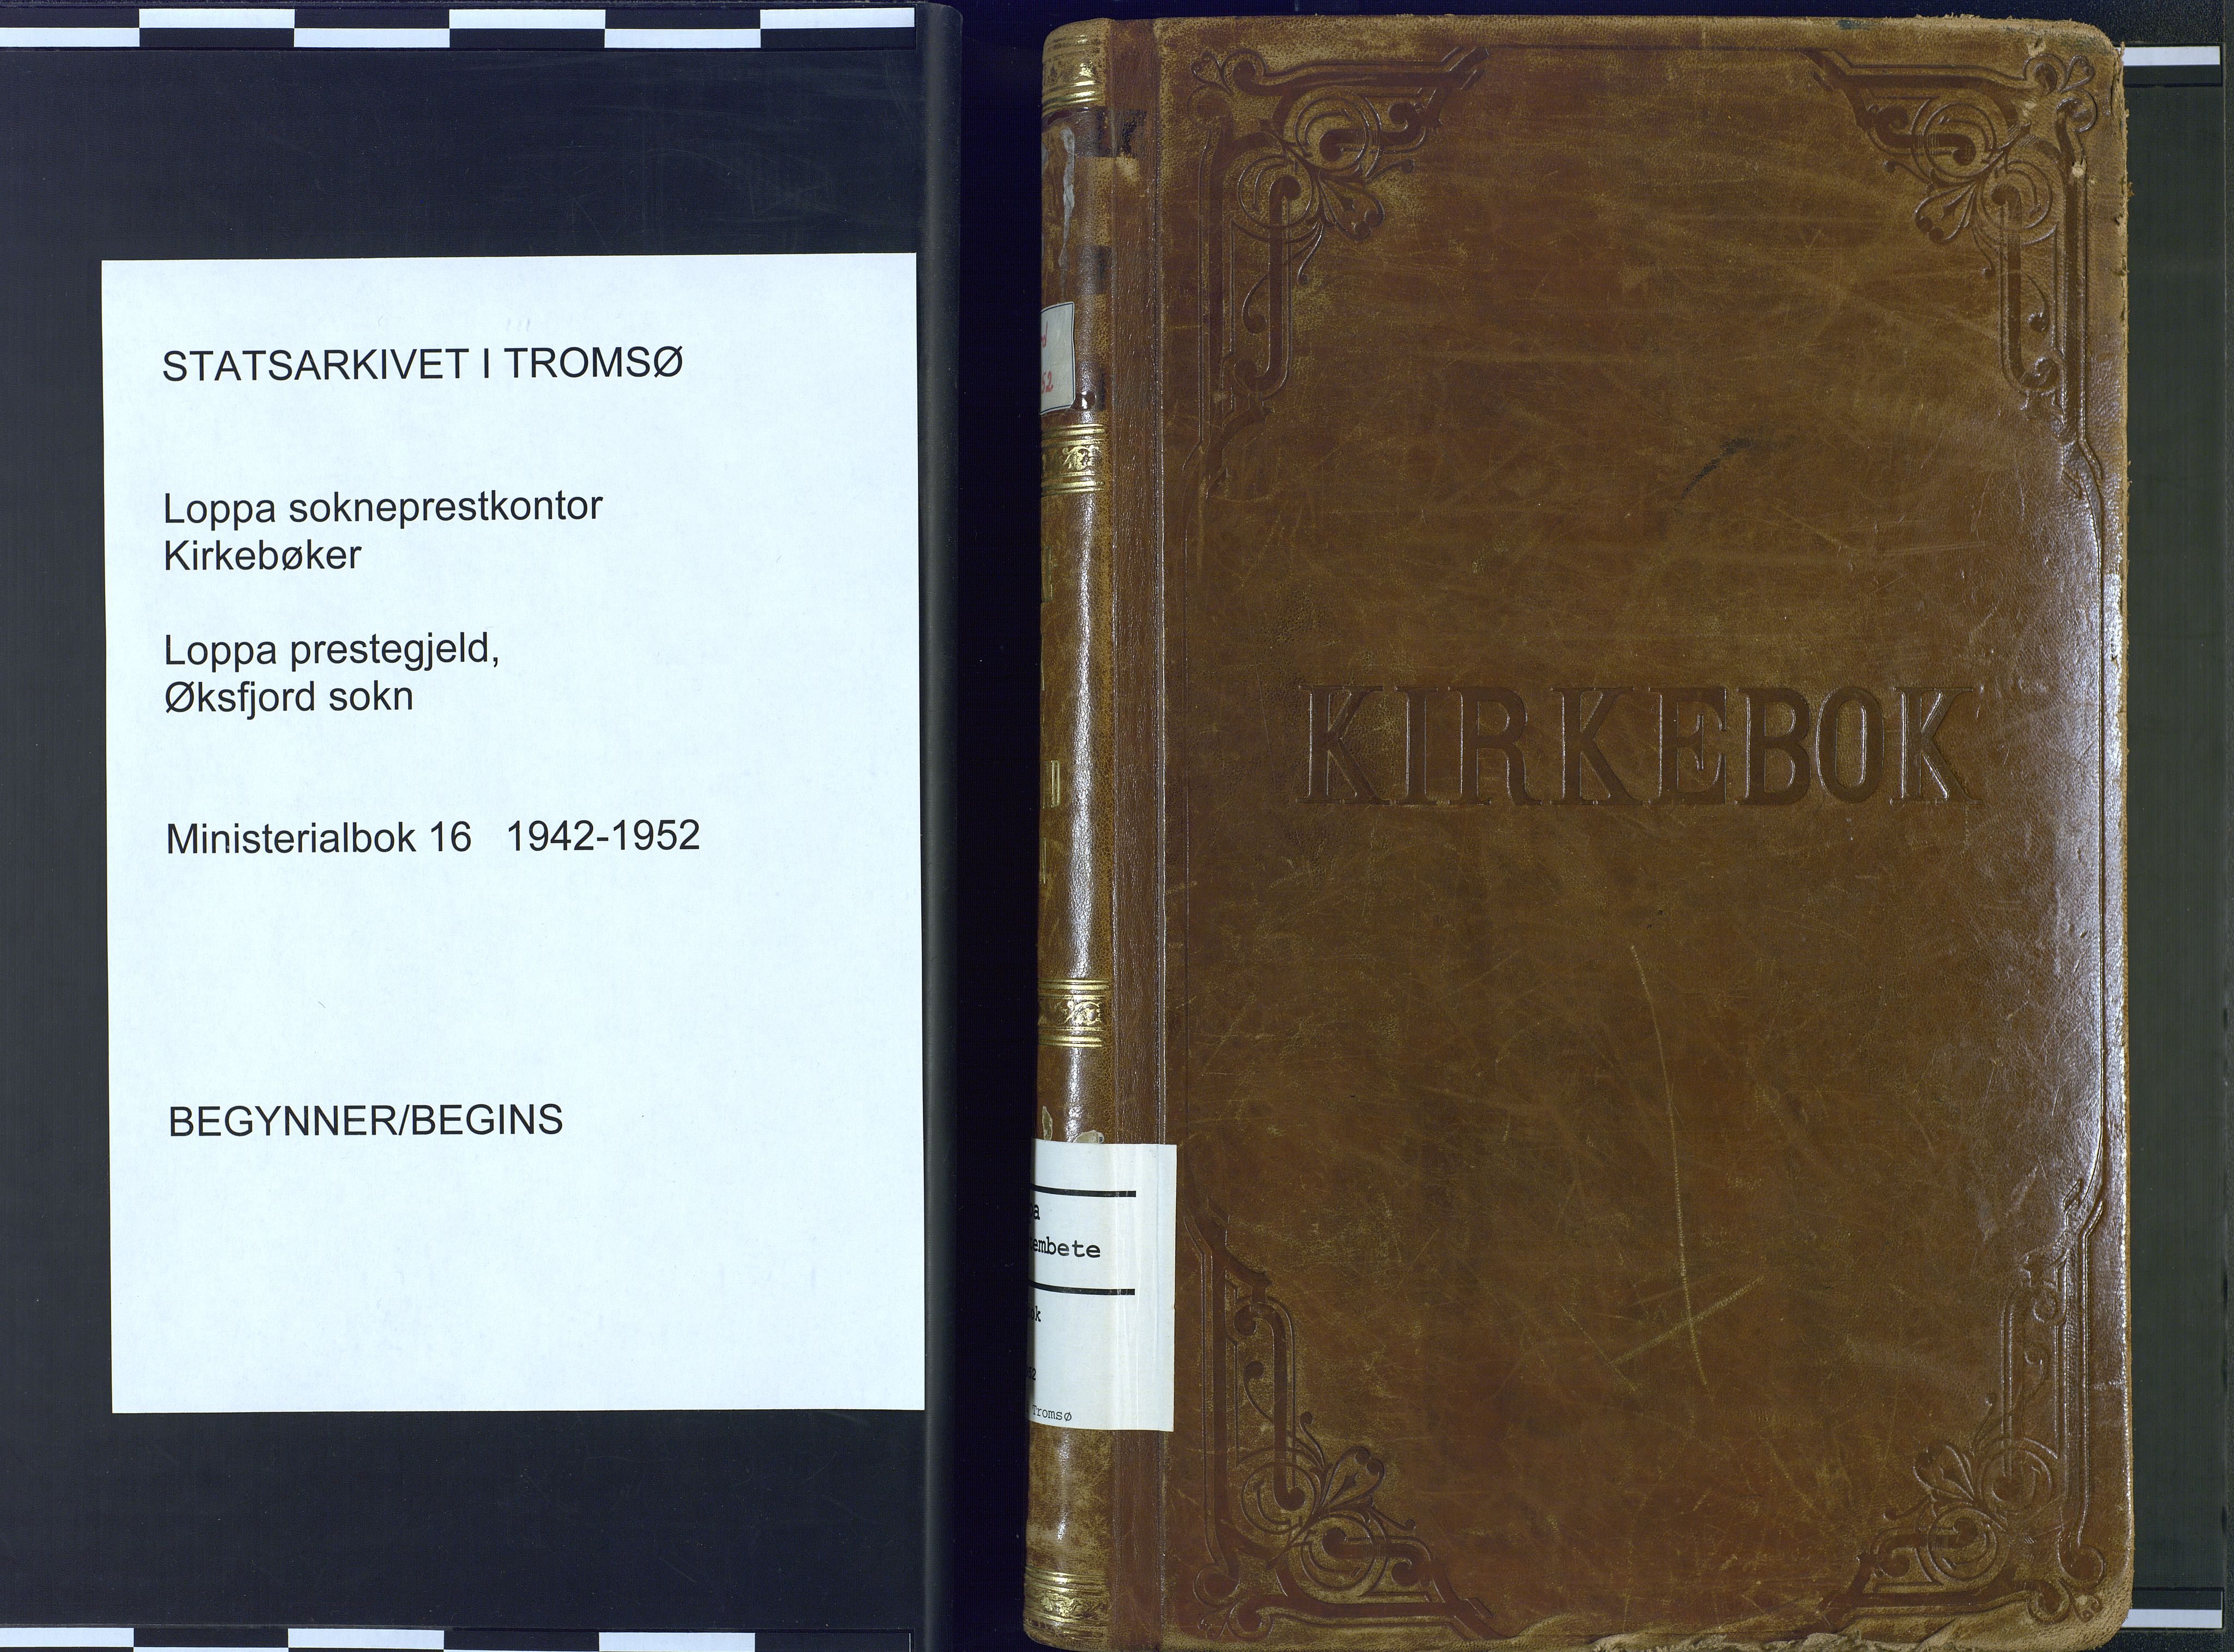 STATSARKIVET I TROMSØ
Loppa sokneprestkontor
Kirkebøker
Loppa prestegjeld,
Øksfjord sokn
Ministerialbok 16 1942-1952
BEGYNNER/BEGINS
KIRKEBOK
Tromsø